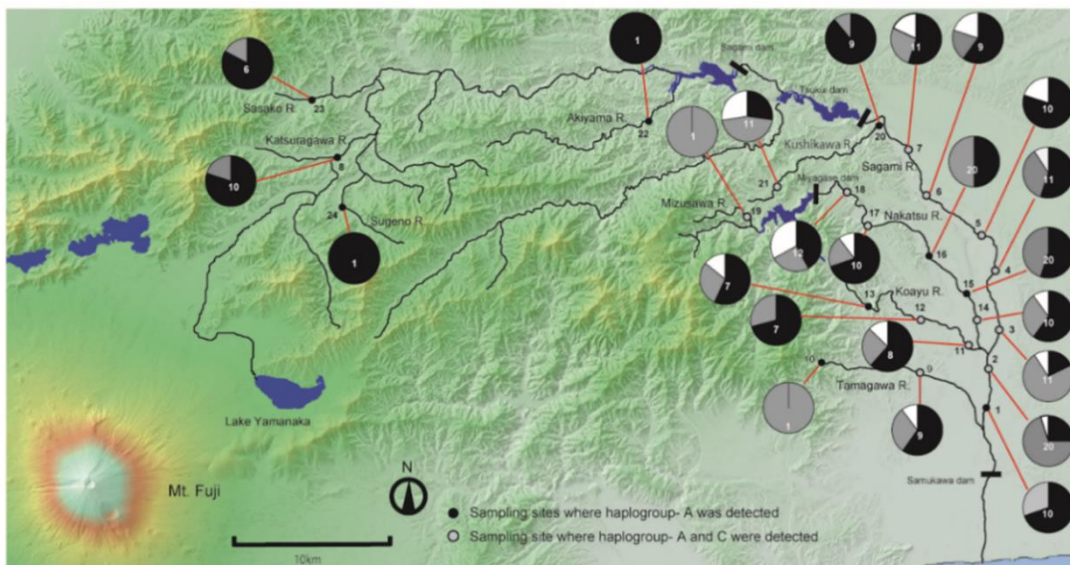 6
Sasako R.
23
Katsuragawa R.
8
10
24
Sugeno R.
1
1
Akiyama R.
22
Sagami dam
Tsukui dam
9
11
9
10
11
20
10
11
20
10
20
Sagami R.
7
6
5
4
Kushikawa R.
1
11
21
Mizusawa R.
19
Miyagase dam
18
17
Nakatsu R.
16
15
14
3
2
1
12
10
20
7
13
Koayu R.
12
7
8
11
10
9
Tamagawa R.
1
9
Samukawa dam
Lake Yamanaka
Mt. Fuji
N
Sampling sites where haplogroup- A was detected
Sampling site where haplogroup- A and C were detected
10km